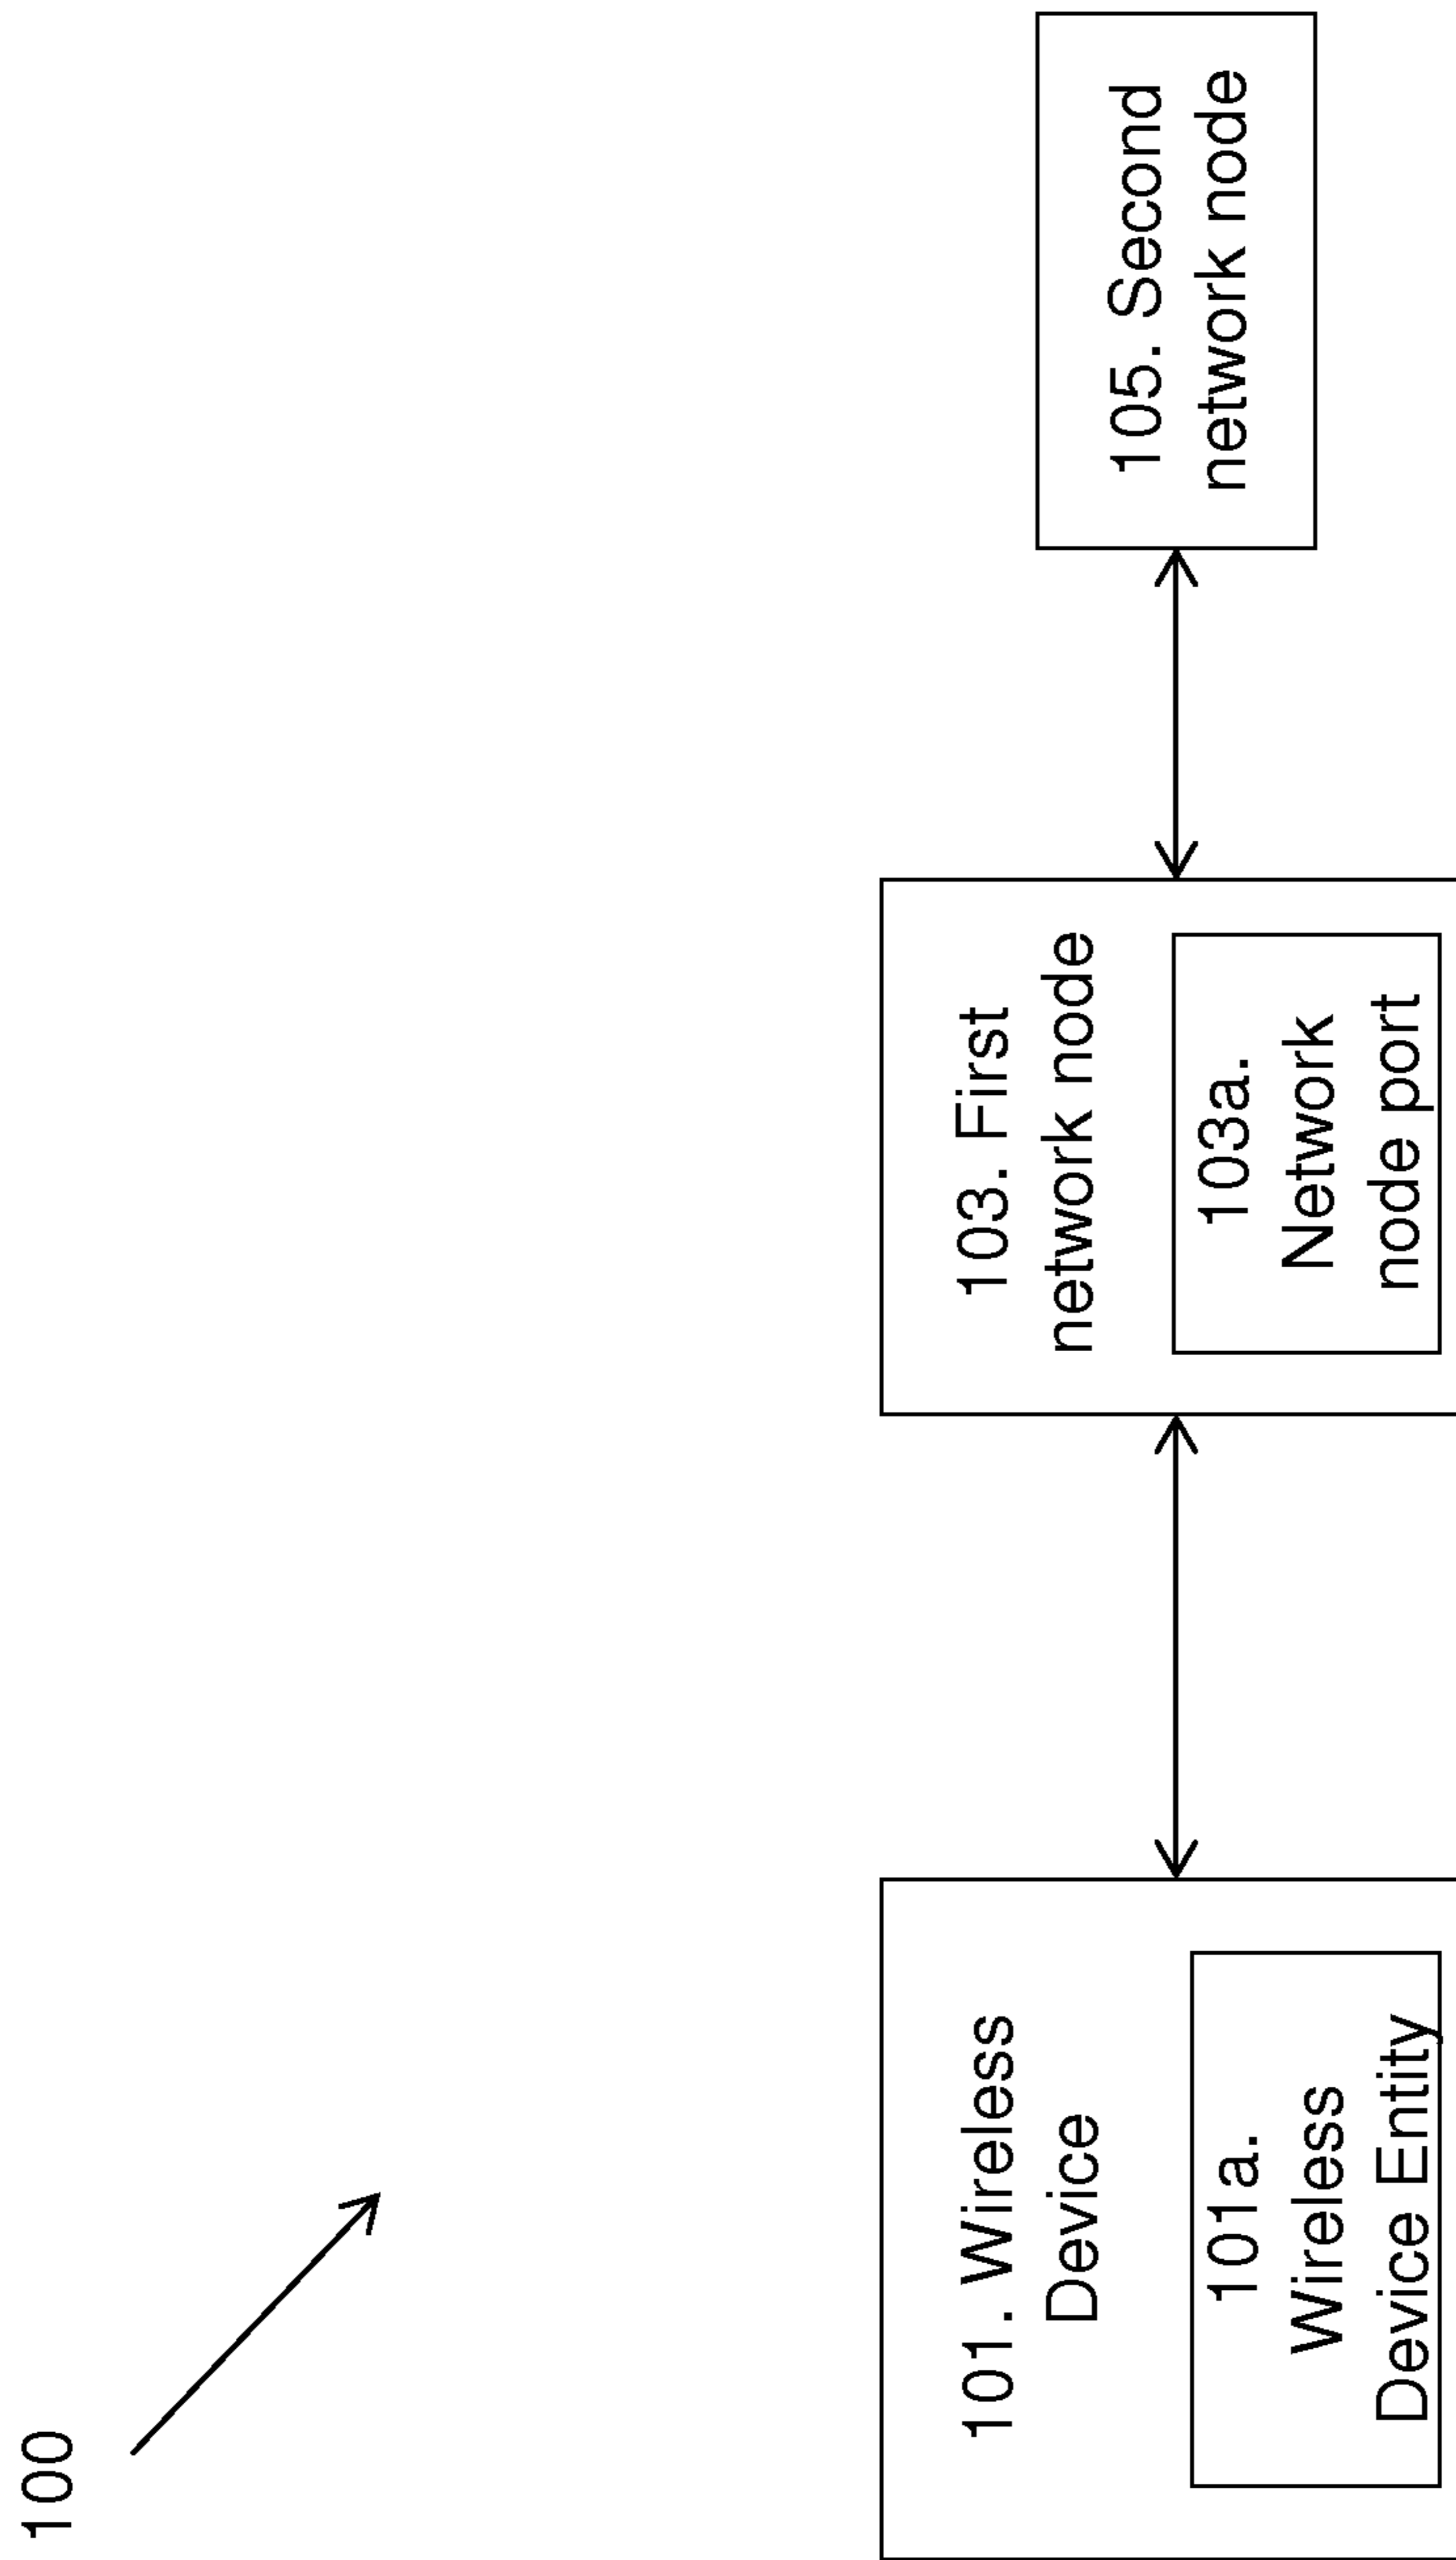 100
101. Wireless
Device
101a.
Wireless
Device Entity
103. First
network node
103a.
Network
node port
105. Second
network node